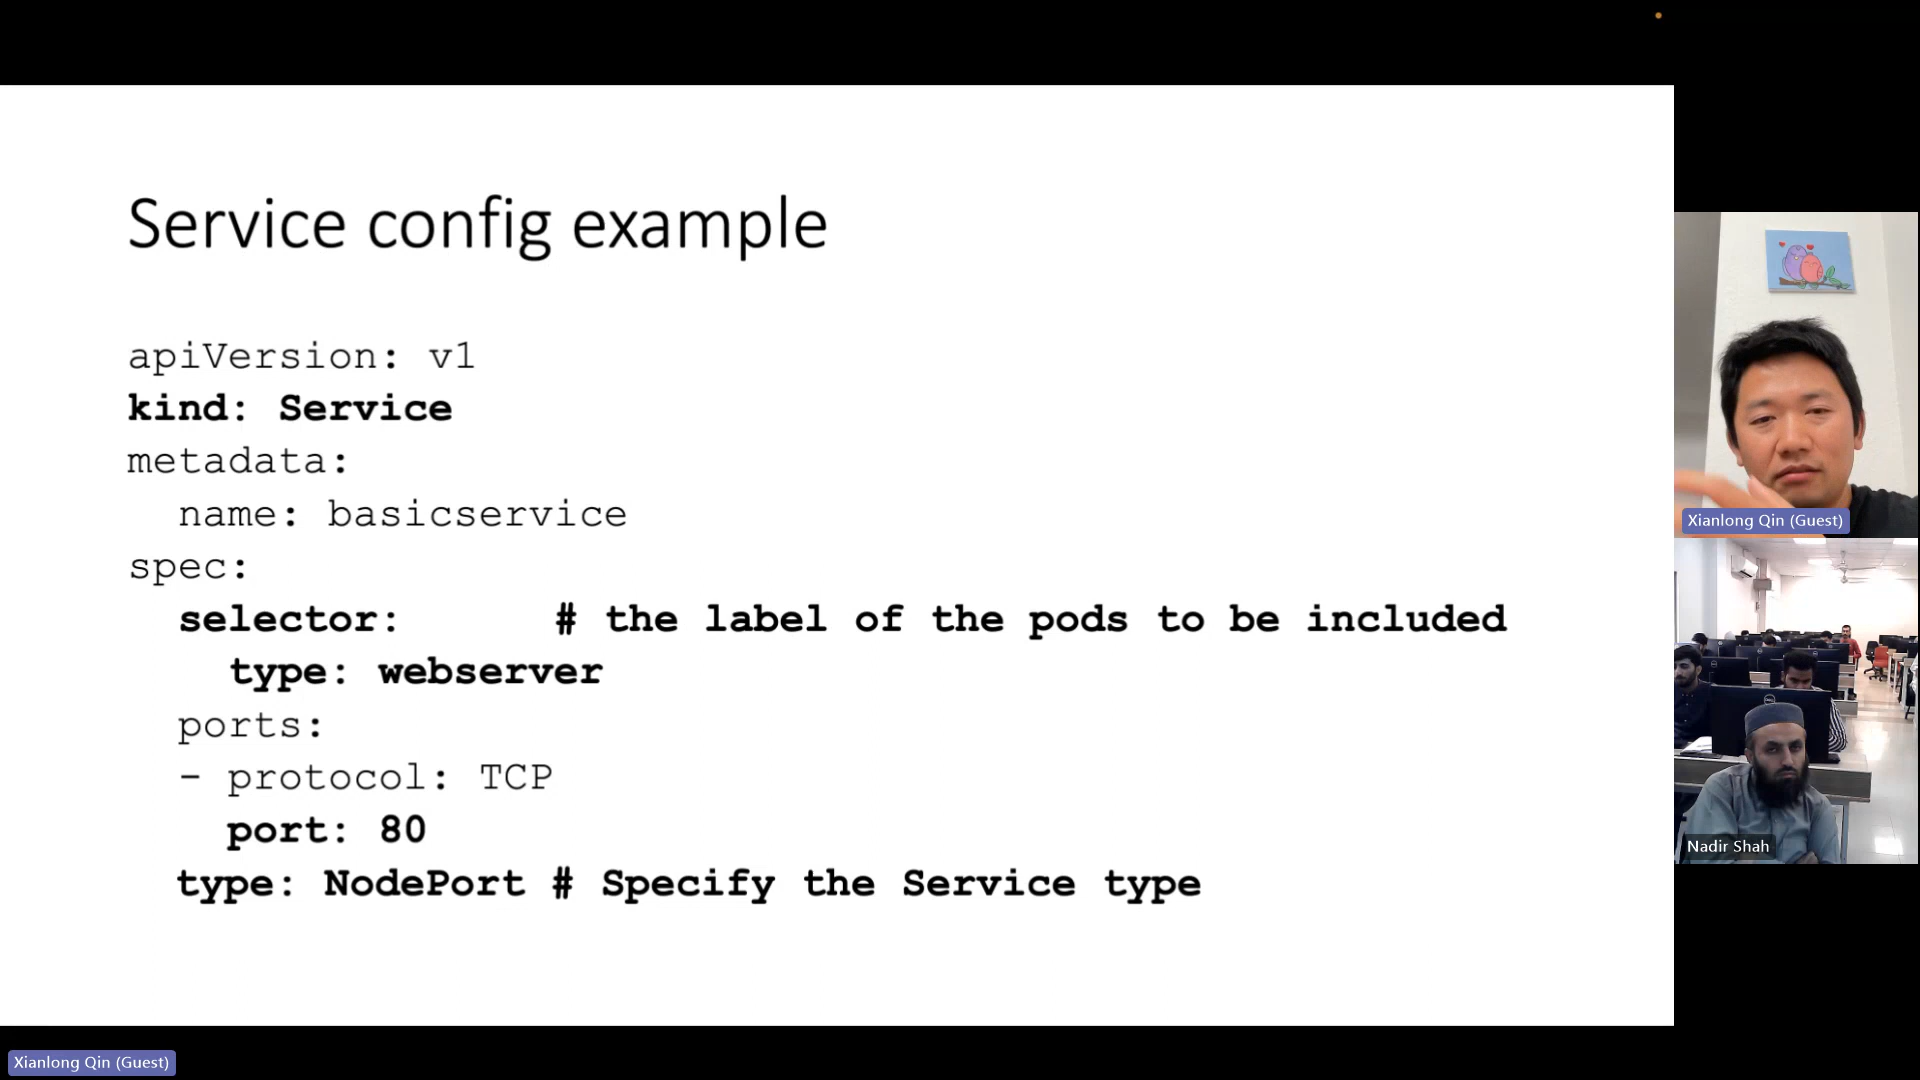 Service config example
apiVersion: v1
kind: Service
metadata:
  name: basicservice
spec:
  selector:      # the label of the pods to be included
    type: webserver
  ports:
  - protocol: TCP
    port: 80
  type: NodePort # Specify the Service type
Xianlong Qin (Guest)
Nadir Shah
Xianlong Qin (Guest)